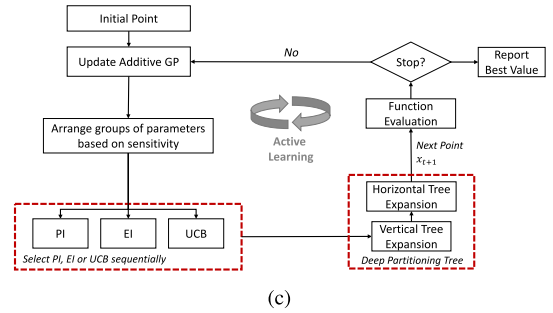 Initial Point
Update Additive GP
No
Stop?
Report
Best Value
Function
Evaluation
Active
Learning
Arrange groups of parameters
based on sensitivity
Next Point
x_{t+1}
Horizontal Tree
Expansion
PI
EI
UCB
Vertical Tree
Expansion
Select PI, EI or UCB sequentially
Deep Partitioning Tree
(c)